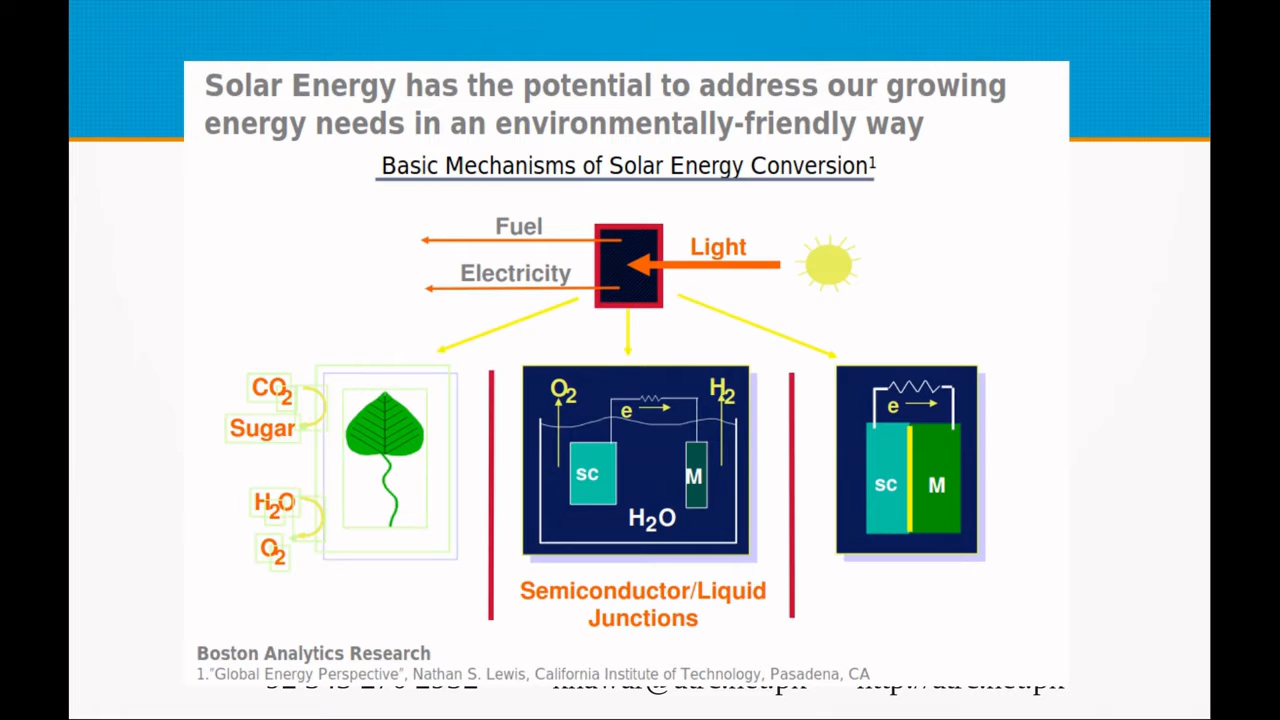 Solar Energy has the potential to address our growing
energy needs in an environmentally-friendly way
Basic Mechanisms of Solar Energy Conversion1
Fuel
Light
Electricity
CO2
Sugar
H2O
O2
O2
H2
e
sc
M
H2O
e
sc
M
Semiconductor/Liquid
Junctions
Boston Analytics Research
1."Global Energy Perspective", Nathan S. Lewis, California Institute of Technology, Pasadena, CA